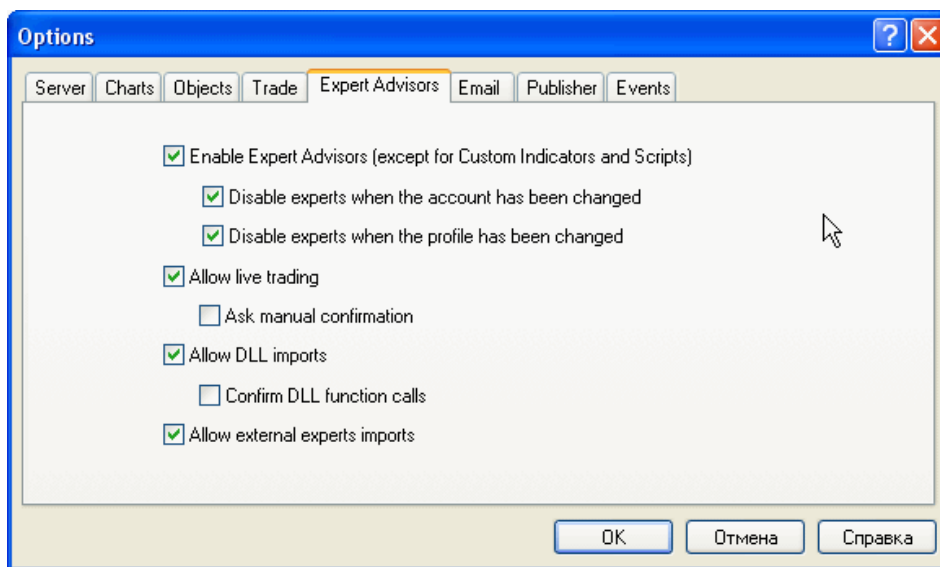 Options
Server Charts Objects Trade Expert Advisors Email Publisher Events
Enable Expert Advisors (except for Custom Indicators and Scripts)
Disable experts when the account has been changed
Disable experts when the profile has been changed
Allow live trading
Ask manual confirmation
Allow DLL imports
Confirm DLL function calls
Allow external experts imports
OK Отмена Справка